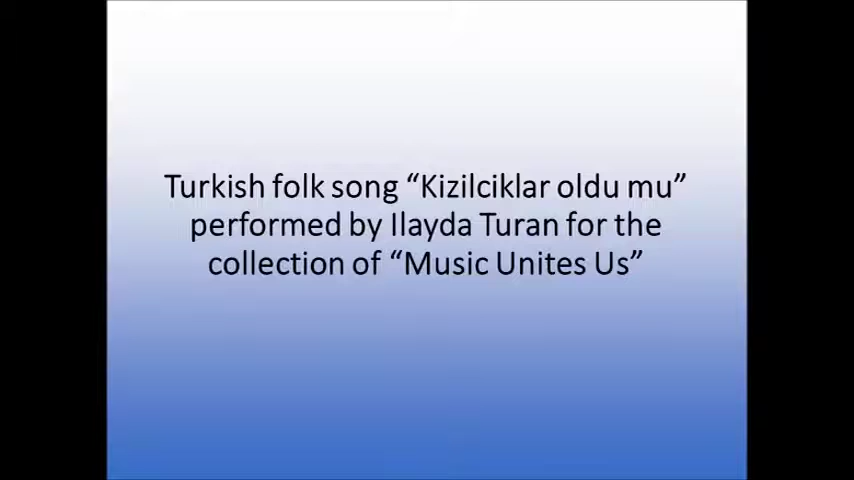 Turkish folk song “Kizilciklar oldu mu”
performed by Ilayda Turan for the
collection of “Music Unites Us”